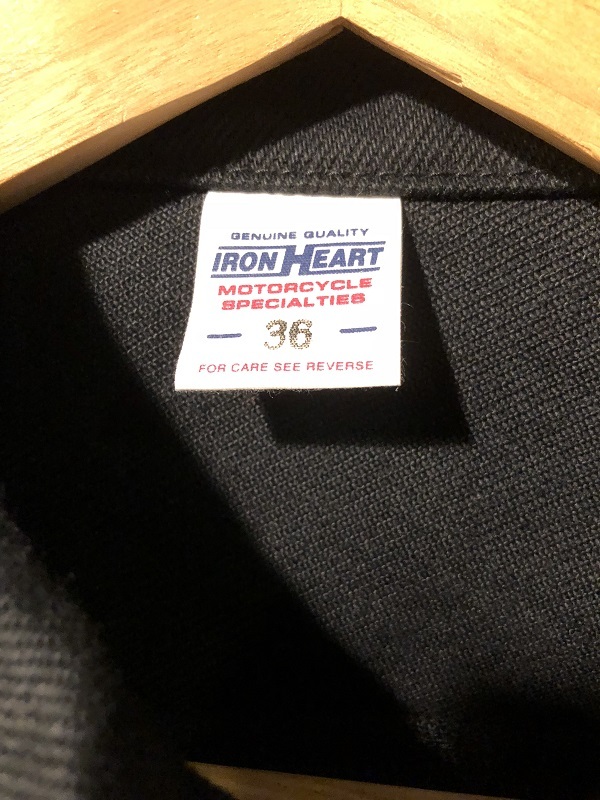 GENUINE QUALITY
IRON HEART
MOTORCYCLE
SPECIALTIES
— 36 —
FOR CARE SEE REVERSE